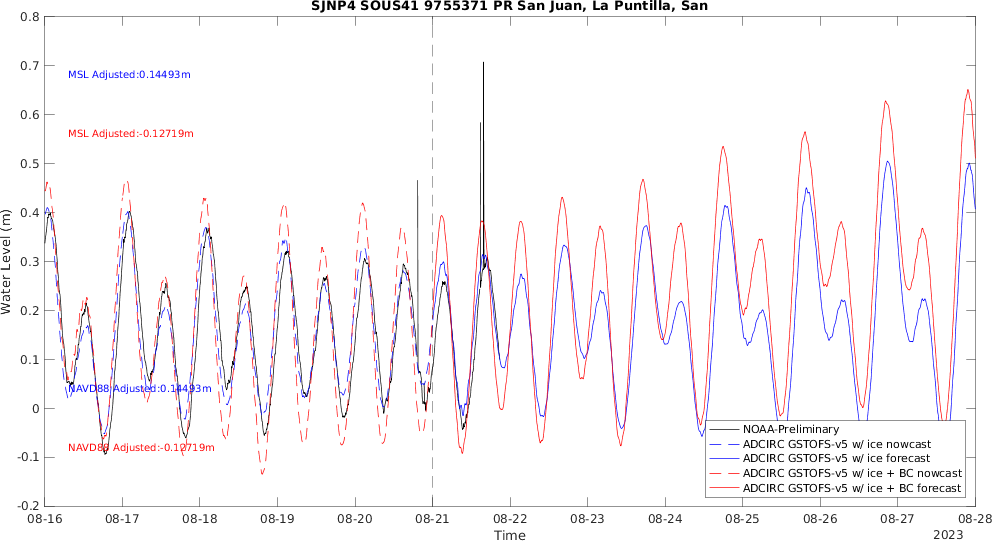 SJNP4 SOUS41 9755371 PR San Juan, La Puntilla, San
0.8
0.7
MSL Adjusted:0.14493m
0.6
MSL Adjusted:-0.12719m
0.5
0.4
0.3
Water Level (m)
0.2
0.1
NAVD88 Adjusted:0.14493m
0
NAVD88 Adjusted:-0.12719m
-0.1
-0.2
NOAA-Preliminary
ADCIRC GSTOFS-v5 w/ ice nowcast
ADCIRC GSTOFS-v5 w/ ice forecast
ADCIRC GSTOFS-v5 w/ ice + BC nowcast
ADCIRC GSTOFS-v5 w/ ice + BC forecast
08-16 08-17 08-18 08-19 08-20 08-21 08-22 08-23 08-24 08-25 08-26 08-27 08-28
Time
2023